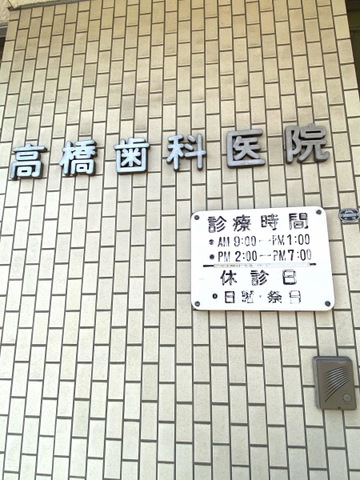 高橋歯科医院
診療時間
● AM 9:00〜PM.1:00
● PM 2:00〜PM.7:00
休診日
● 日曜・祭日